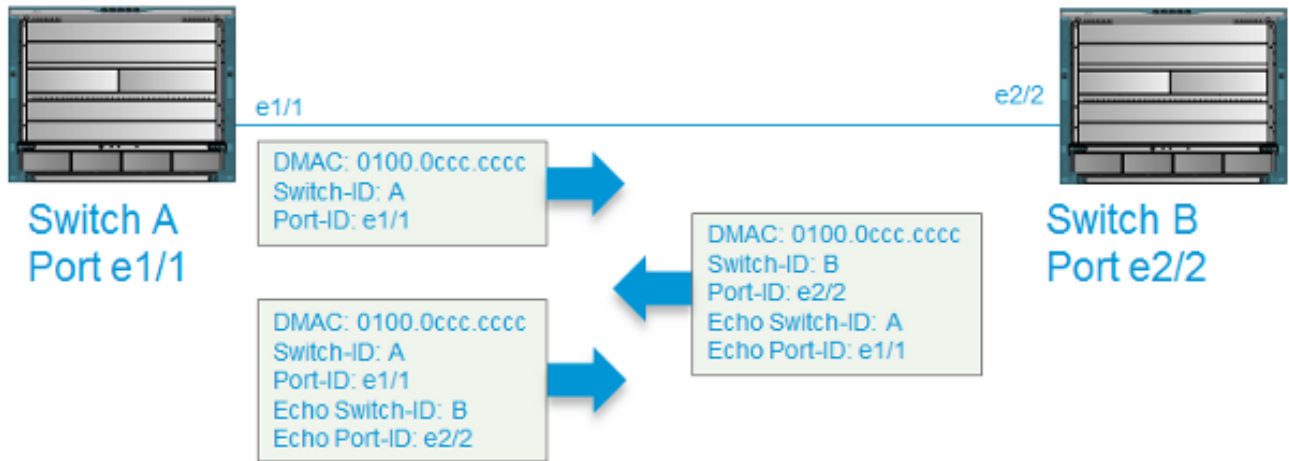 e1/1
e2/2
DMAC: 0100.0ccc.cccc
Switch-ID: A
Port-ID: e1/1
Switch A
Port e1/1
DMAC: 0100.0ccc.cccc
Switch-ID: B
Port-ID: e2/2
Echo Switch-ID: A
Echo Port-ID: e1/1
Switch B
Port e2/2
DMAC: 0100.0ccc.cccc
Switch-ID: A
Port-ID: e1/1
Echo Switch-ID: B
Echo Port-ID: e2/2